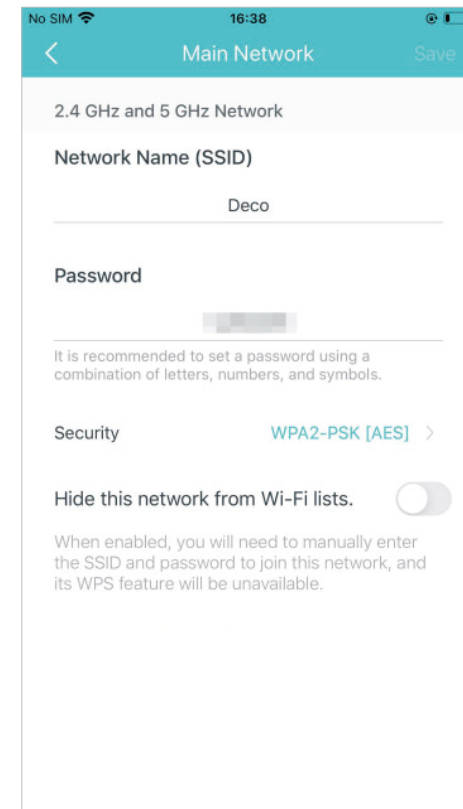 No SIM 16:38
Main Network Save
2.4 GHz and 5 GHz Network
Network Name (SSID)
Deco
Password
It is recommended to set a password using a
combination of letters, numbers, and symbols.
Security WPA2-PSK [AES]
Hide this network from Wi-Fi lists.
When enabled, you will need to manually enter
the SSID and password to join this network, and
its WPS feature will be unavailable.